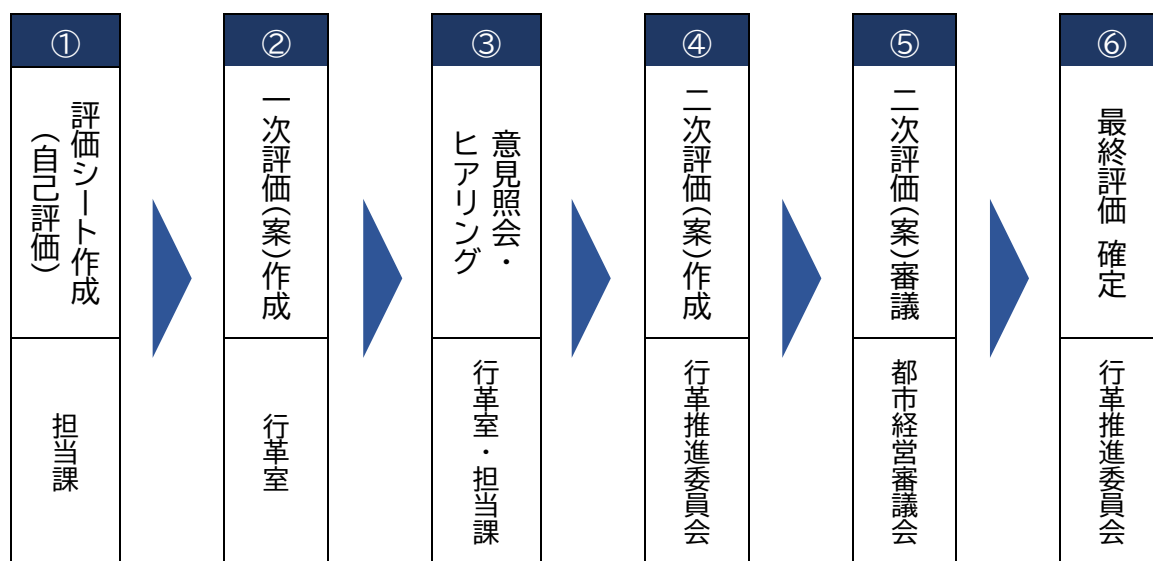 ①
評価シート作成
（自己評価）
担当課
②
一次評価（案）作成
行革室
③
意見照会・
ヒアリング
行革室・担当課
④
二次評価（案）作成
行革推進委員会
⑤
二次評価（案）審議
都市経営審議会
⑥
最終評価 確定
行革推進委員会